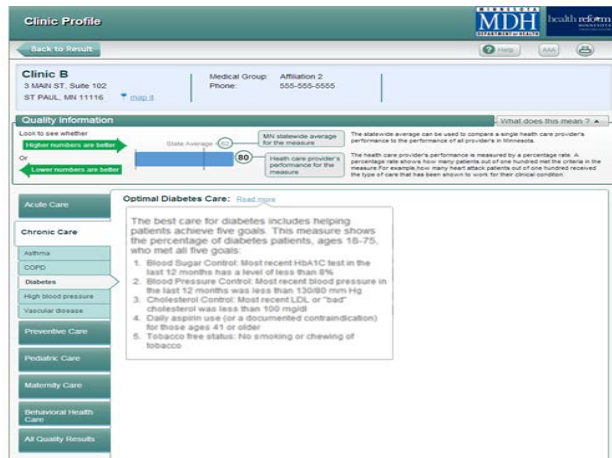 Clinic Profile
MINNESOTA
MDH
DEPARTMENT OF HEALTH
health reform
MINNESOTA
Back to Result
Help
AAA
Clinic B
3 MAIN ST, Suite 102
ST PAUL, MN 11116
map it
Medical Group: Affiliation 2
Phone: 555-555-5555
Quality Information
What does this mean ?
Look to see whether
Higher numbers are better
Or
Lower numbers are better
State Average
62
80
MN statewide average
for the measure
Heath care provider's
performance for the
measure
The statewide average can be used to compare a single heath care provider's
performance to the performance of all providers in Minnesota.
The health care provider's performance is measured by a percentage rate. A
percentage rate shows how many patients out of one hundred met the criteria in the
measure.For example,how many heart attack patients out of one hundred received
the type of care that has been shown to work for their clinical condition.
Acute Care
Chronic Care
Asthma
COPD
Diabetes
High blood pressure
Vascular disease
Preventive Care
Pediatric Care
Maternity Care
Behavioral Health
Care
All Quality Results
Optimal Diabetes Care: Read more
The best care for diabetes includes helping
patients achieve five goals. This measure shows
the percentage of diabetes patients, ages 18-75,
who met all five goals:
1. Blood Sugar Control: Most recent HbA1C test in the
last 12 months has a level of less than 8%
2. Blood Pressure Control: Most recent blood pressure in
the last 12 months was less than 130/80 mm Hg
3. Cholesterol Control: Most recent LDL or "bad"
cholesterol was less than 100 mg/dl
4. Daily aspirin use (or a documented contraindication)
for those ages 41 or older
5. Tobacco free status: No smoking or chewing of
tobacco